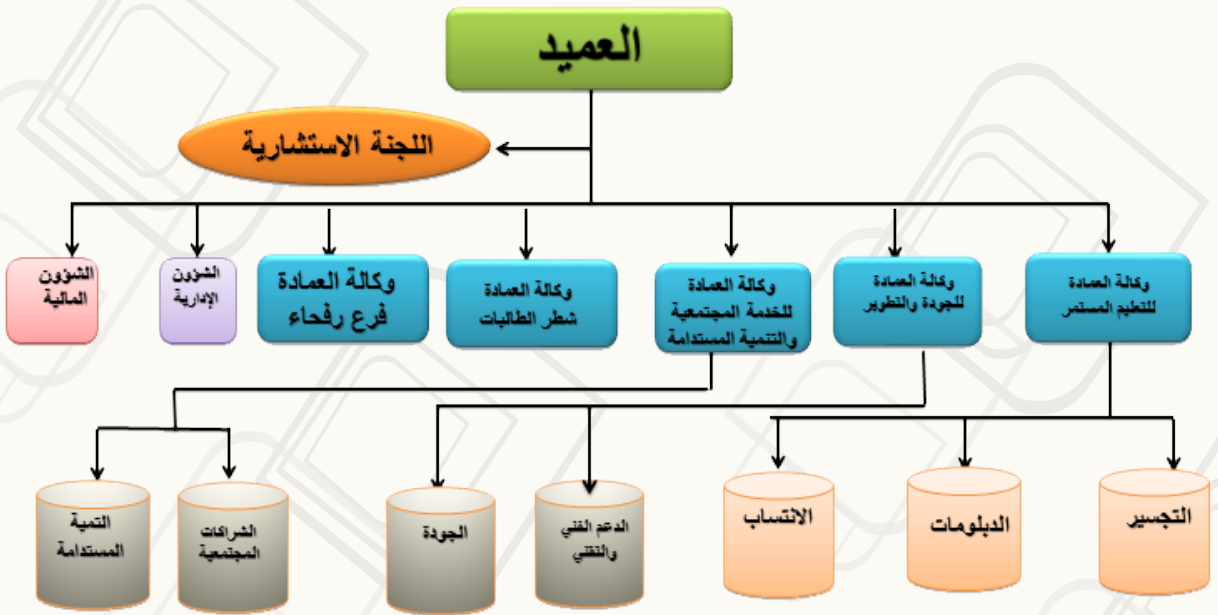 العميد
اللجنة الاستشارية
وكالة العمادة
للتعليم المستمر
وكالة العمادة
للجودة والتطوير
وكالة العمادة
للخدمة المجتمعية
والتنمية المستدامة
وكالة العمادة
شطر الطالبات
وكالة العمادة
فرع رفحاء
الشؤون
الإدارية
الشؤون
المالية
التجسير
الدبلومات
الانتساب
الدعم الفني
والتقني
الجودة
الشراكات
المجتمعية
التمية
المستدامة